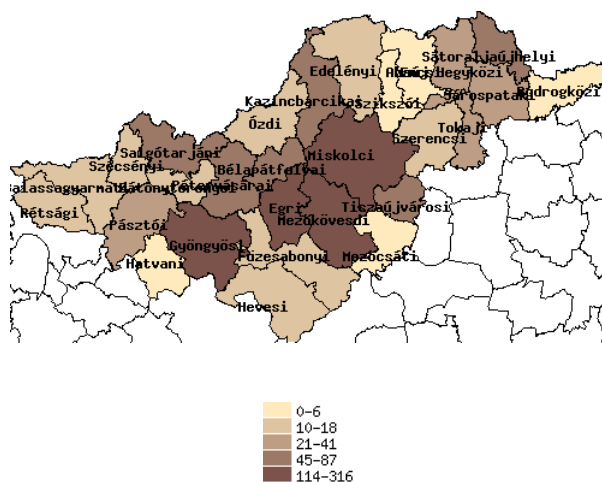 Sátoraljaújhelyi
Edelényi
Hegyközi
Bodrogközi
Sárospataki
Kazincbarcikai
Szikszói
Ózdi
Tokaji
Szerencsi
Salgótarjáni
Miskolci
Szécsényi
Bélapátfalvai
Pétervásárai
Rétsági
Egri
Tiszaújvárosi
Pásztói
Mezőkövesdi
Gyöngyösi
Füzesabonyi
Mezőcsáti
Hatvani
Hevesi
0-6
10-18
21-41
45-87
114-316